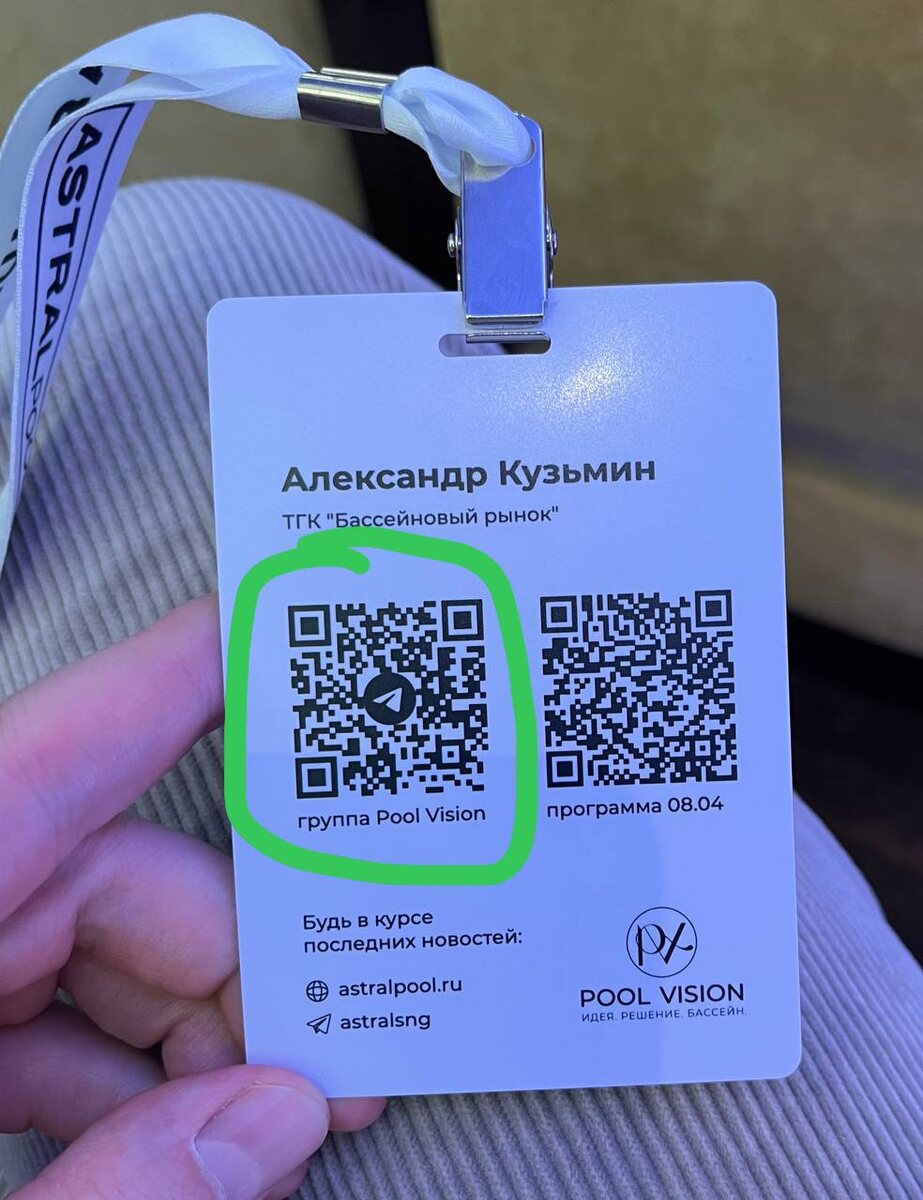 ASTRALPOOL
Александр Кузьмин
ТГК "Бассейновый рынок"
группа Pool Vision
программа 08.04
Будь в курсе
последних новостей:
astralpool.ru
astralsng
POOL VISION
ИДЕЯ. РЕШЕНИЕ. БАССЕЙН.